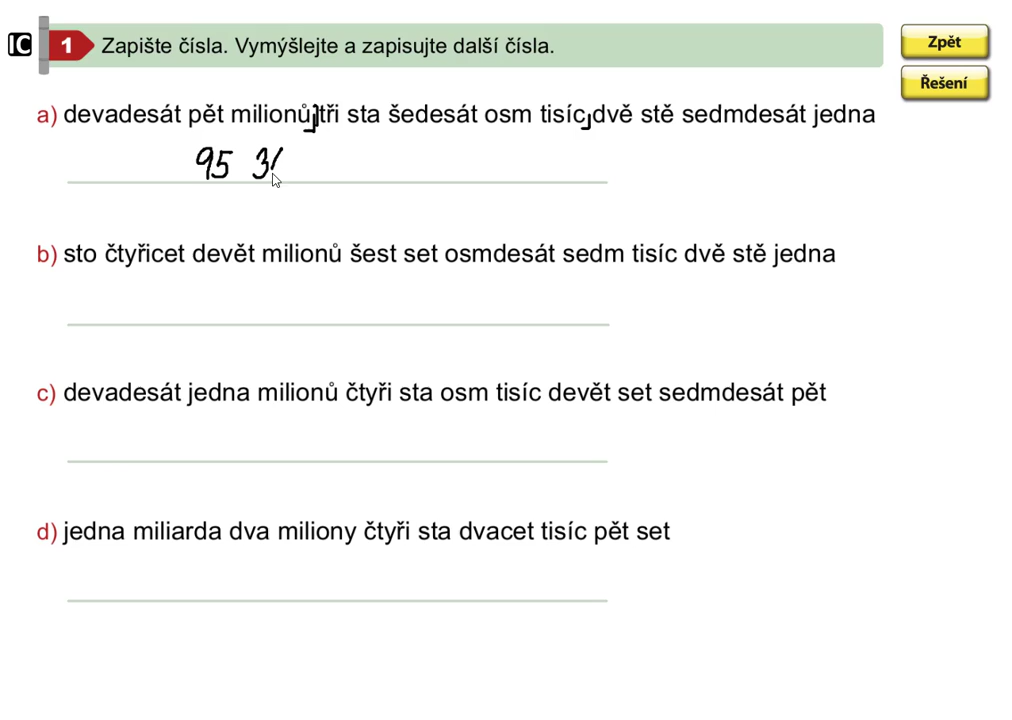 IC
1 Zapište čísla. Vymýšlejte a zapisujte další čísla.
Zpět
Řešení
a) devadesát pět milionů tři sta šedesát osm tisíc dvě stě sedmdesát jedna
95 3
b) sto čtyřicet devět milionů šest set osmdesát sedm tisíc dvě stě jedna
c) devadesát jedna milionů čtyři sta osm tisíc devět set sedmdesát pět
d) jedna miliarda dva miliony čtyři sta dvacet tisíc pět set